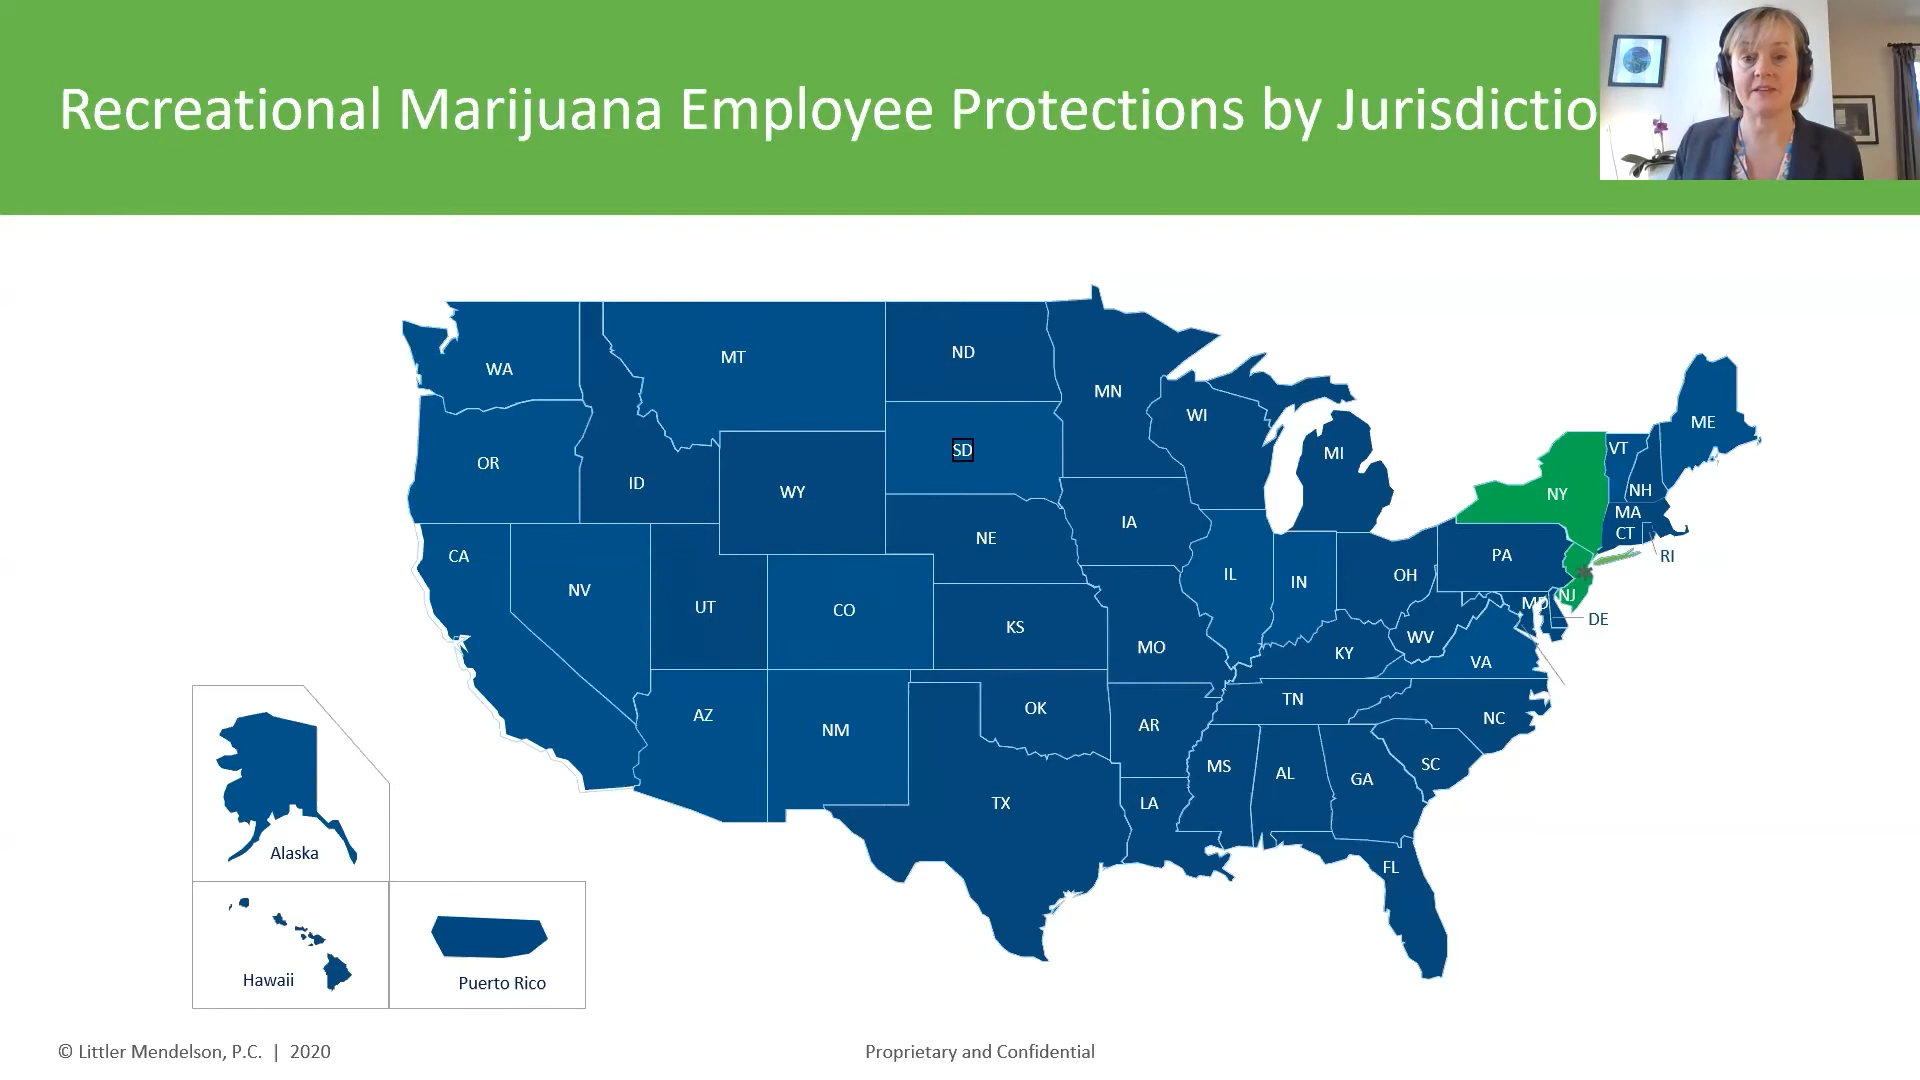 Recreational Marijuana Employee Protections by Jurisdictio
WA
MT
ND
MN
WI
MI
ME
VT
NH
NY
MA
CT
RI
OR
ID
SD
WY
IA
NE
PA
NJ
CA
NV
UT
CO
IL
IN
OH
MD
DE
KS
MO
WV
KY
VA
AZ
NM
OK
AR
TN
NC
TX
LA
MS
AL
GA
SC
FL
Alaska
Hawaii
Puerto Rico
© Littler Mendelson, P.C. | 2020
Proprietary and Confidential